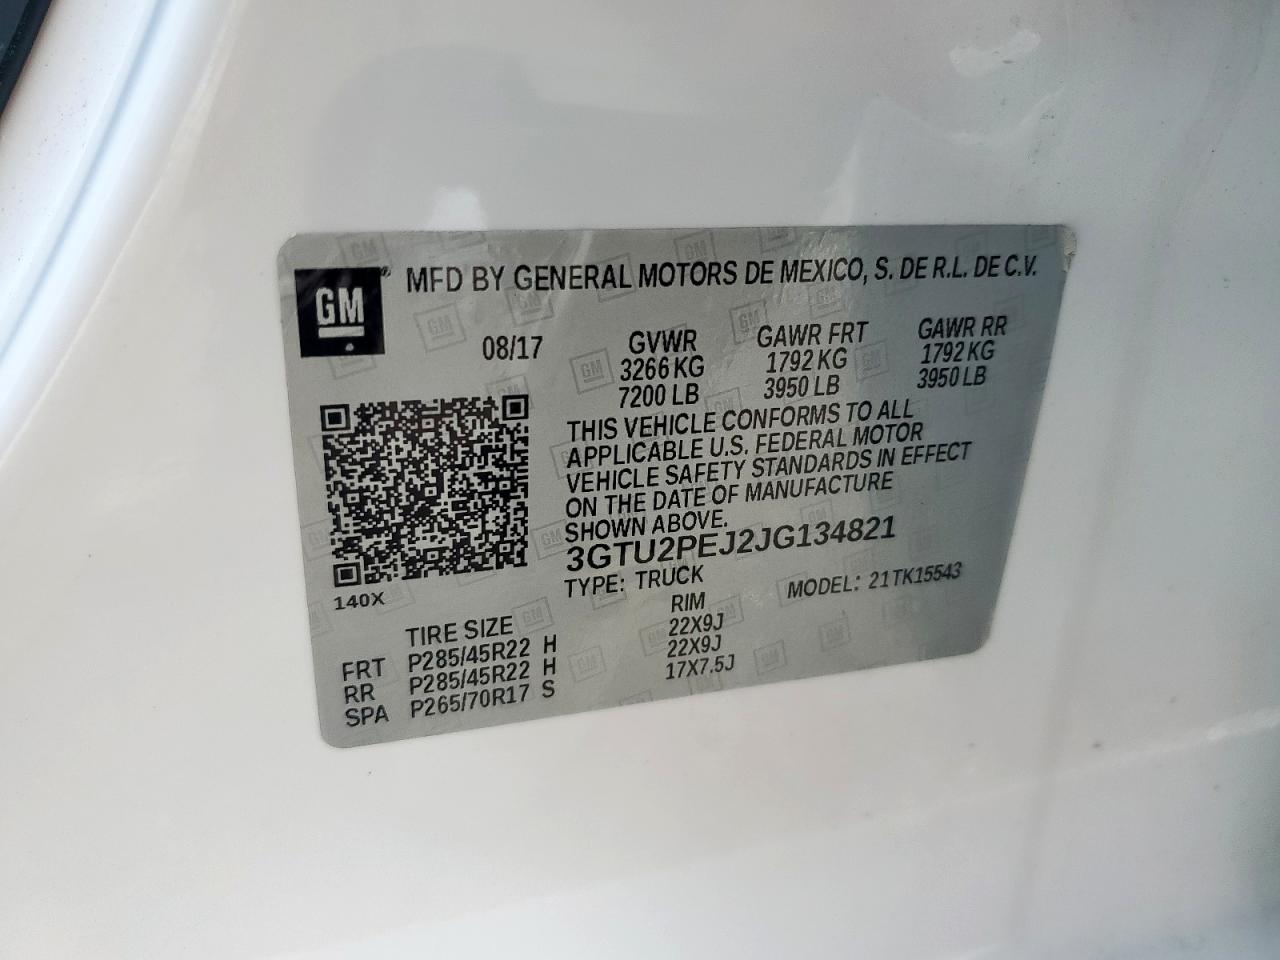 GM
MFD BY GENERAL MOTORS DE MEXICO, S. DE R.L. DE C.V.
08/17
GVWR
3266 KG
7200 LB
GAWR FRT
1792 KG
3950 LB
GAWR RR
1792 KG
3950 LB
THIS VEHICLE CONFORMS TO ALL
APPLICABLE U.S. FEDERAL MOTOR
VEHICLE SAFETY STANDARDS IN EFFECT
ON THE DATE OF MANUFACTURE
SHOWN ABOVE.
3GTU2PEJ2JG134821
TYPE: TRUCK
MODEL: 21TK15543
140X
TIRE SIZE RIM
FRT P285/45R22 H 22X9J
RR P285/45R22 H 22X9J
SPA P265/70R17 S 17X7.5J